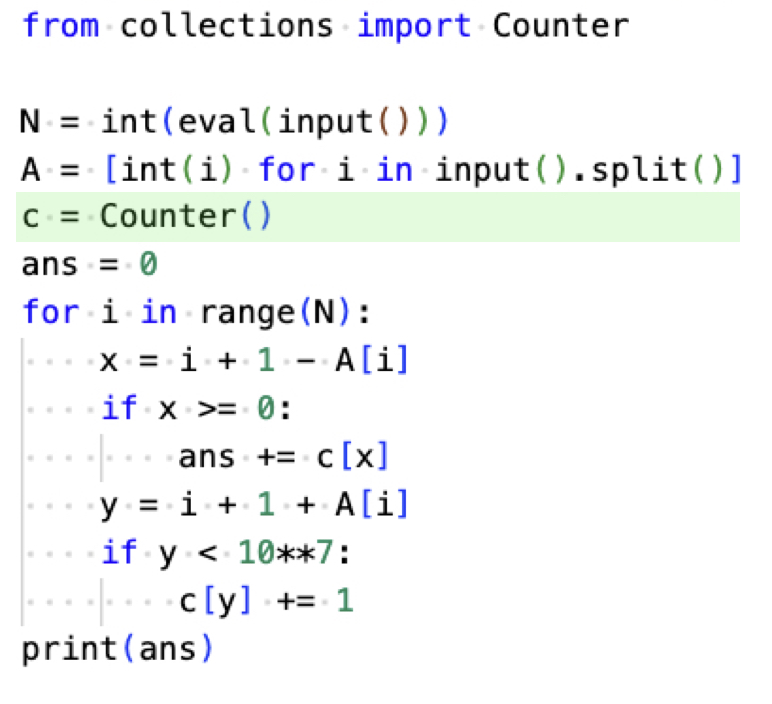 from collections import Counter

N = int(eval(input()))
A = [int(i) for i in input().split()]
c = Counter()
ans = 0
for i in range(N):
    x = i + 1 - A[i]
    if x >= 0:
        ans += c[x]
    y = i + 1 + A[i]
    if y < 10**7:
        c[y] += 1
print(ans)